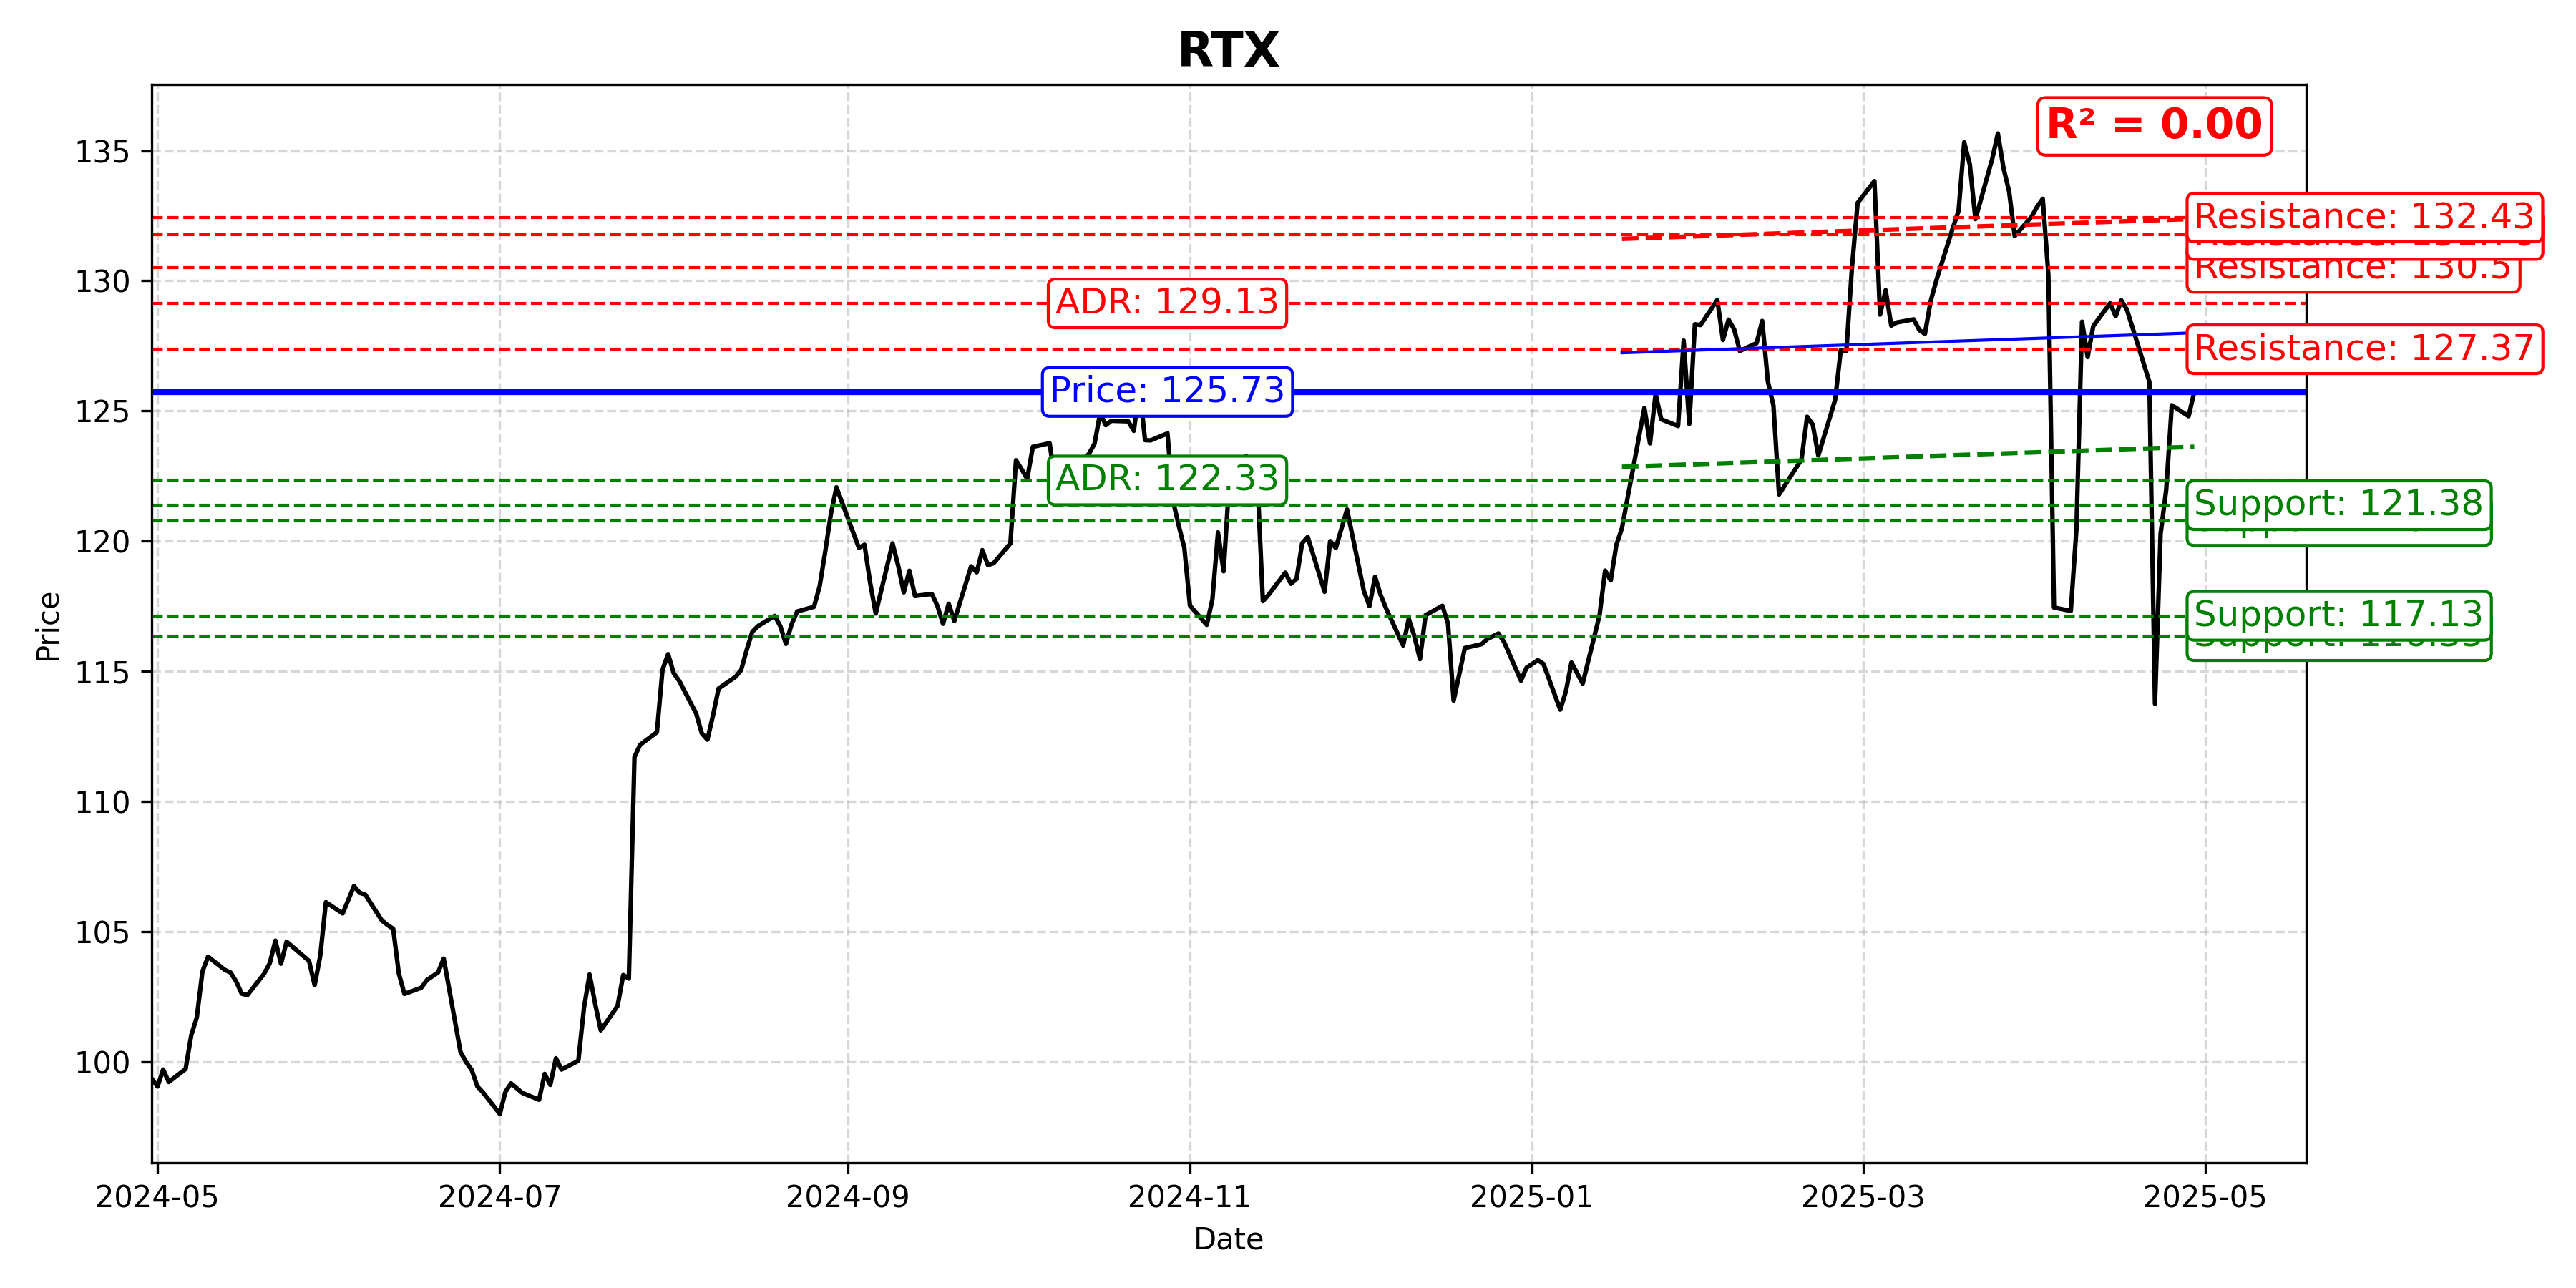 RTX
R² = 0.00
135
130
125
120
115
110
105
100
Price
Resistance: 132.43
Resistance: 130.5
ADR: 129.13
Resistance: 127.37
Price: 125.73
ADR: 122.33
Support: 121.38
Support: 117.13
2024-05
2024-07
2024-09
2024-11
2025-01
2025-03
2025-05
Date